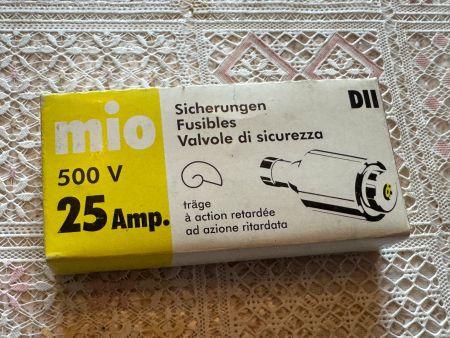 mio
500 V
25 Amp.
Sicherungen
Fusibles
Valvole di sicurezza
DII
träge
à action retardée
ad azione ritardata